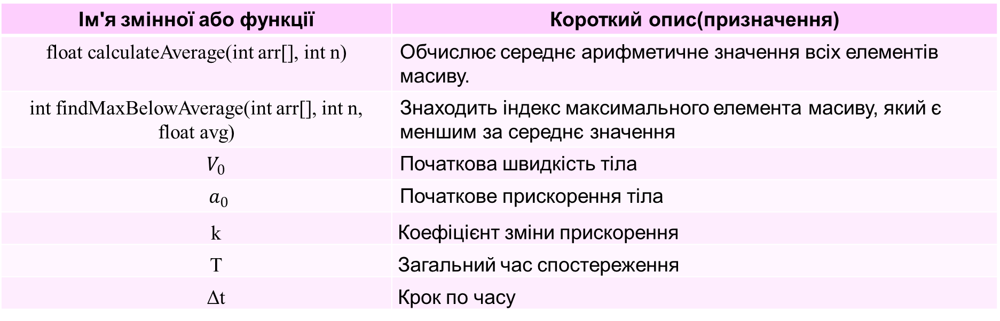 Ім'я змінної або функції
Короткий опис(призначення)
float calculateAverage(int arr[], int n)
Обчислює середнє арифметичне значення всіх елементів
масиву.
int findMaxBelowAverage(int arr[], int n,
float avg)
Знаходить індекс максимального елемента масиву, який є
меншим за середнє значення
V₀
Початкова швидкість тіла
a₀
Початкове прискорення тіла
k
Коефіцієнт зміни прискорення
T
Загальний час спостереження
Δt
Крок по часу